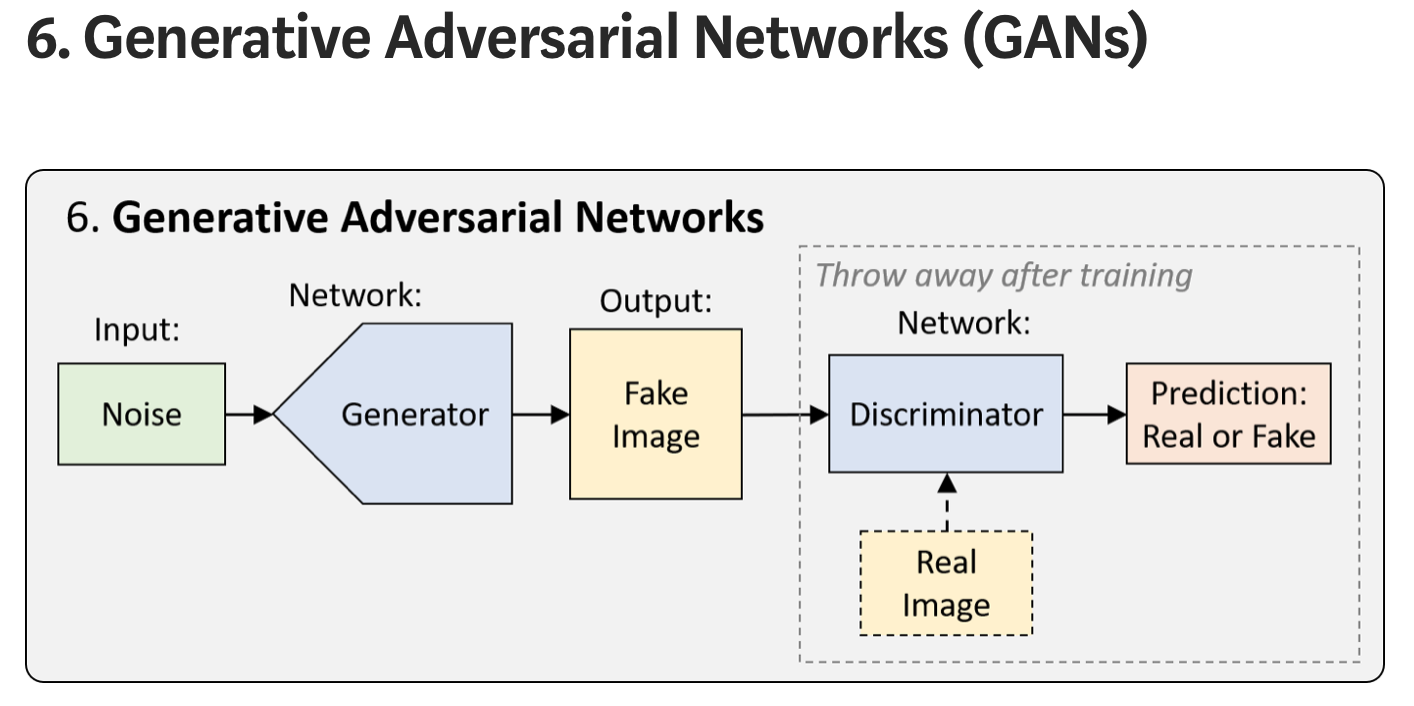 6. Generative Adversarial Networks (GANs)
6. Generative Adversarial Networks
Throw away after training
Input:
Network:
Output:
Network:
Noise
Generator
Fake
Image
Discriminator
Prediction:
Real or Fake
Real
Image